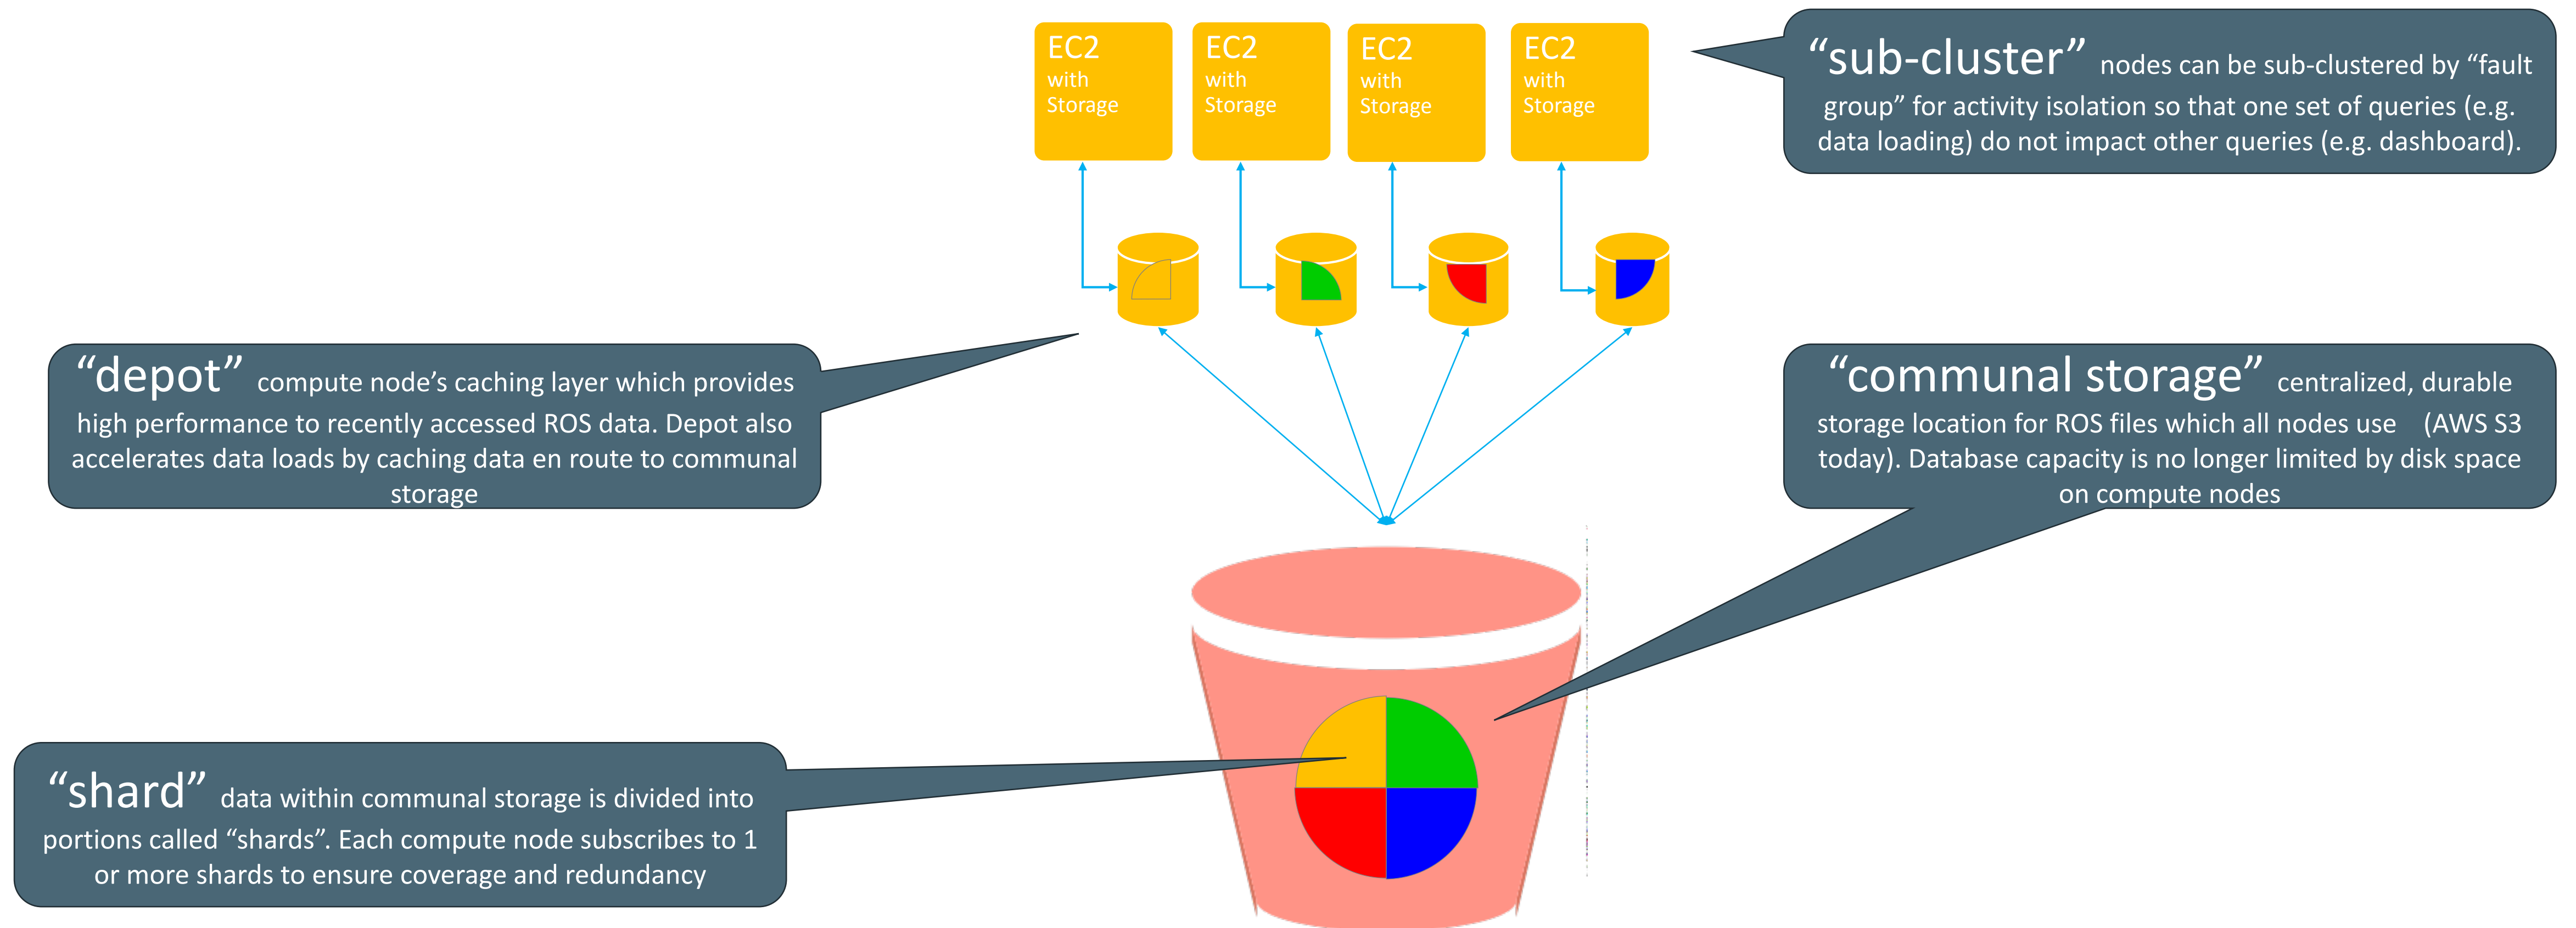 EC2
with
Storage
EC2
with
Storage
EC2
with
Storage
EC2
with
Storage
“sub-cluster” nodes can be sub-clustered by “fault
group” for activity isolation so that one set of queries (e.g.
data loading) do not impact other queries (e.g. dashboard).
“depot” compute node’s caching layer which provides
high performance to recently accessed ROS data. Depot also
accelerates data loads by caching data en route to communal
storage
“communal storage” centralized, durable
storage location for ROS files which all nodes use (AWS S3
today). Database capacity is no longer limited by disk space
on compute nodes
“shard” data within communal storage is divided into
portions called “shards”. Each compute node subscribes to 1
or more shards to ensure coverage and redundancy